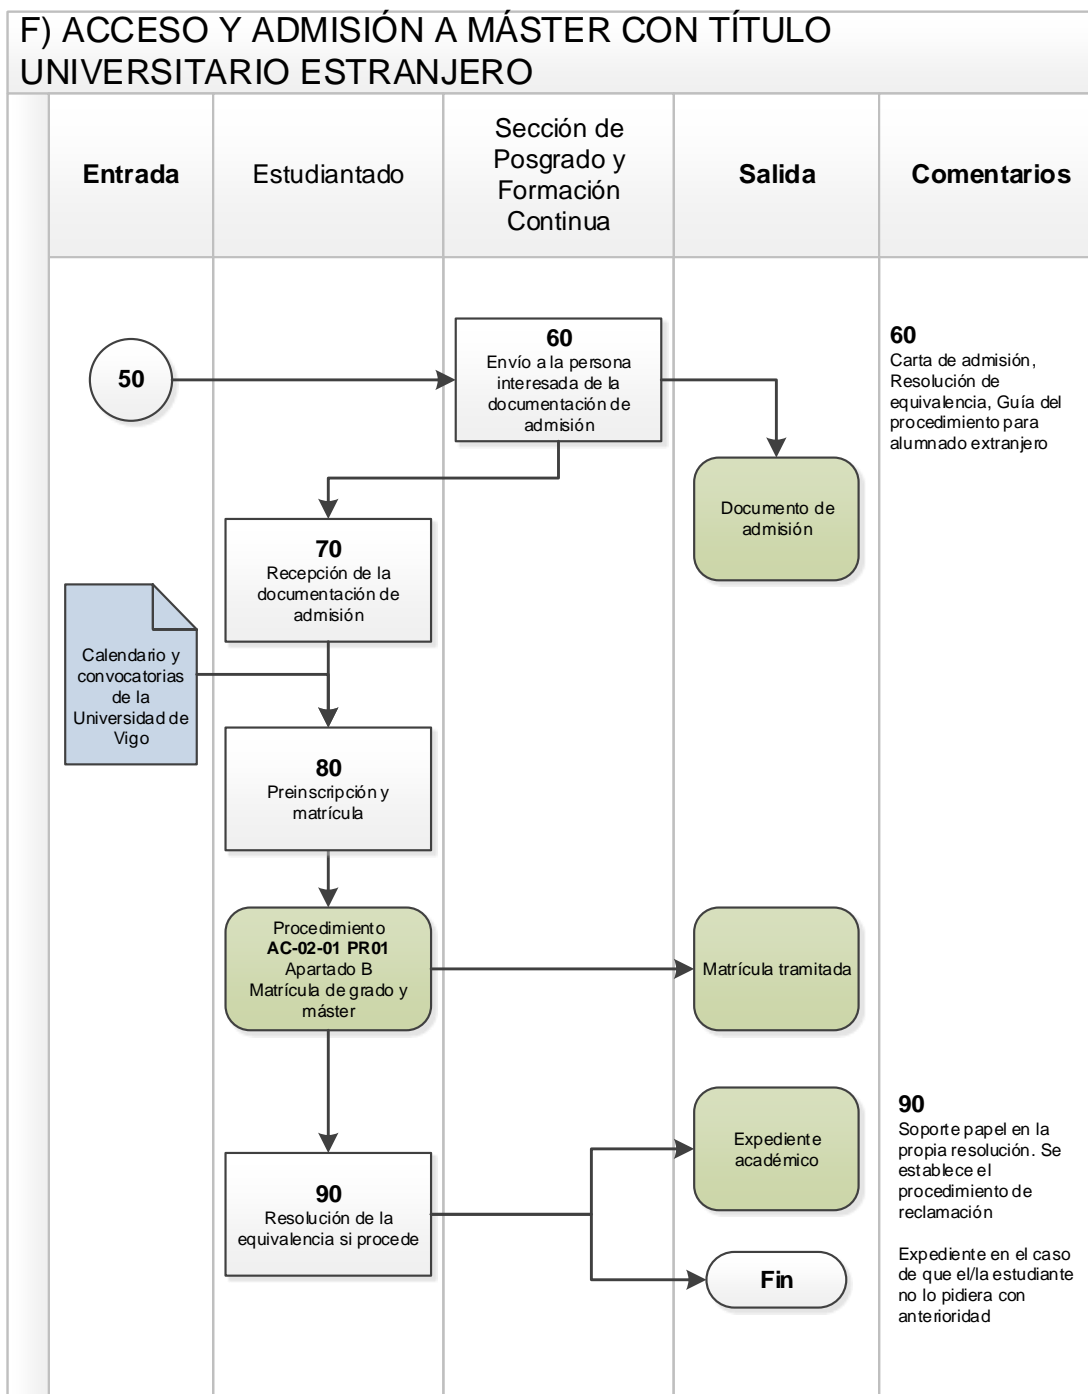 F) ACCESO Y ADMISIÓN A MÁSTER CON TÍTULO
UNIVERSITARIO ESTRANJERO
Entrada
Estudiantado
Sección de
Posgrado y
Formación
Continua
Salida
Comentarios
50
60
Envío a la persona
interesada de la
documentación de
admisión
60
Carta de admisión,
Resolución de
equivalencia, Guía del
procedimiento para
alumnado extranjero
Documento de
admisión
70
Recepción de la
documentación de
admisión
Calendario y
convocatorias
de la
Universidad de
Vigo
80
Preinscripción y
matrícula
Procedimiento
AC-02-01 PR01
Apartado B
Matrícula de grado y
máster
Matrícula tramitada
Expediente
académico
90
Soporte papel en la
propia resolución. Se
establece el
procedimiento de
reclamación
90
Resolución de la
equivalencia si procede
Fin
Expediente en el caso
de que el/la estudiante
no lo pidiera con
anterioridad